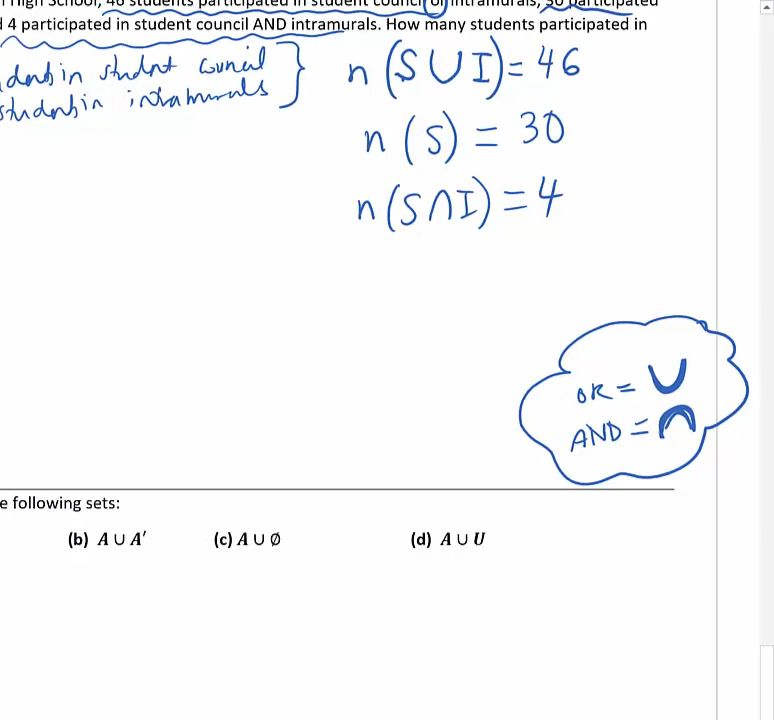 High School, 46 students participated in student council or intramurals, 30 participated
4 participated in student council AND intramurals. How many students participated in
in student council } n (S ∪ I) = 46
students in intramurals
n (S) = 30
n (S ∩ I) = 4
OR = ∪
AND = ∩
e following sets:
(b) A ∪ A′ (c) A ∪ ∅ (d) A ∪ U